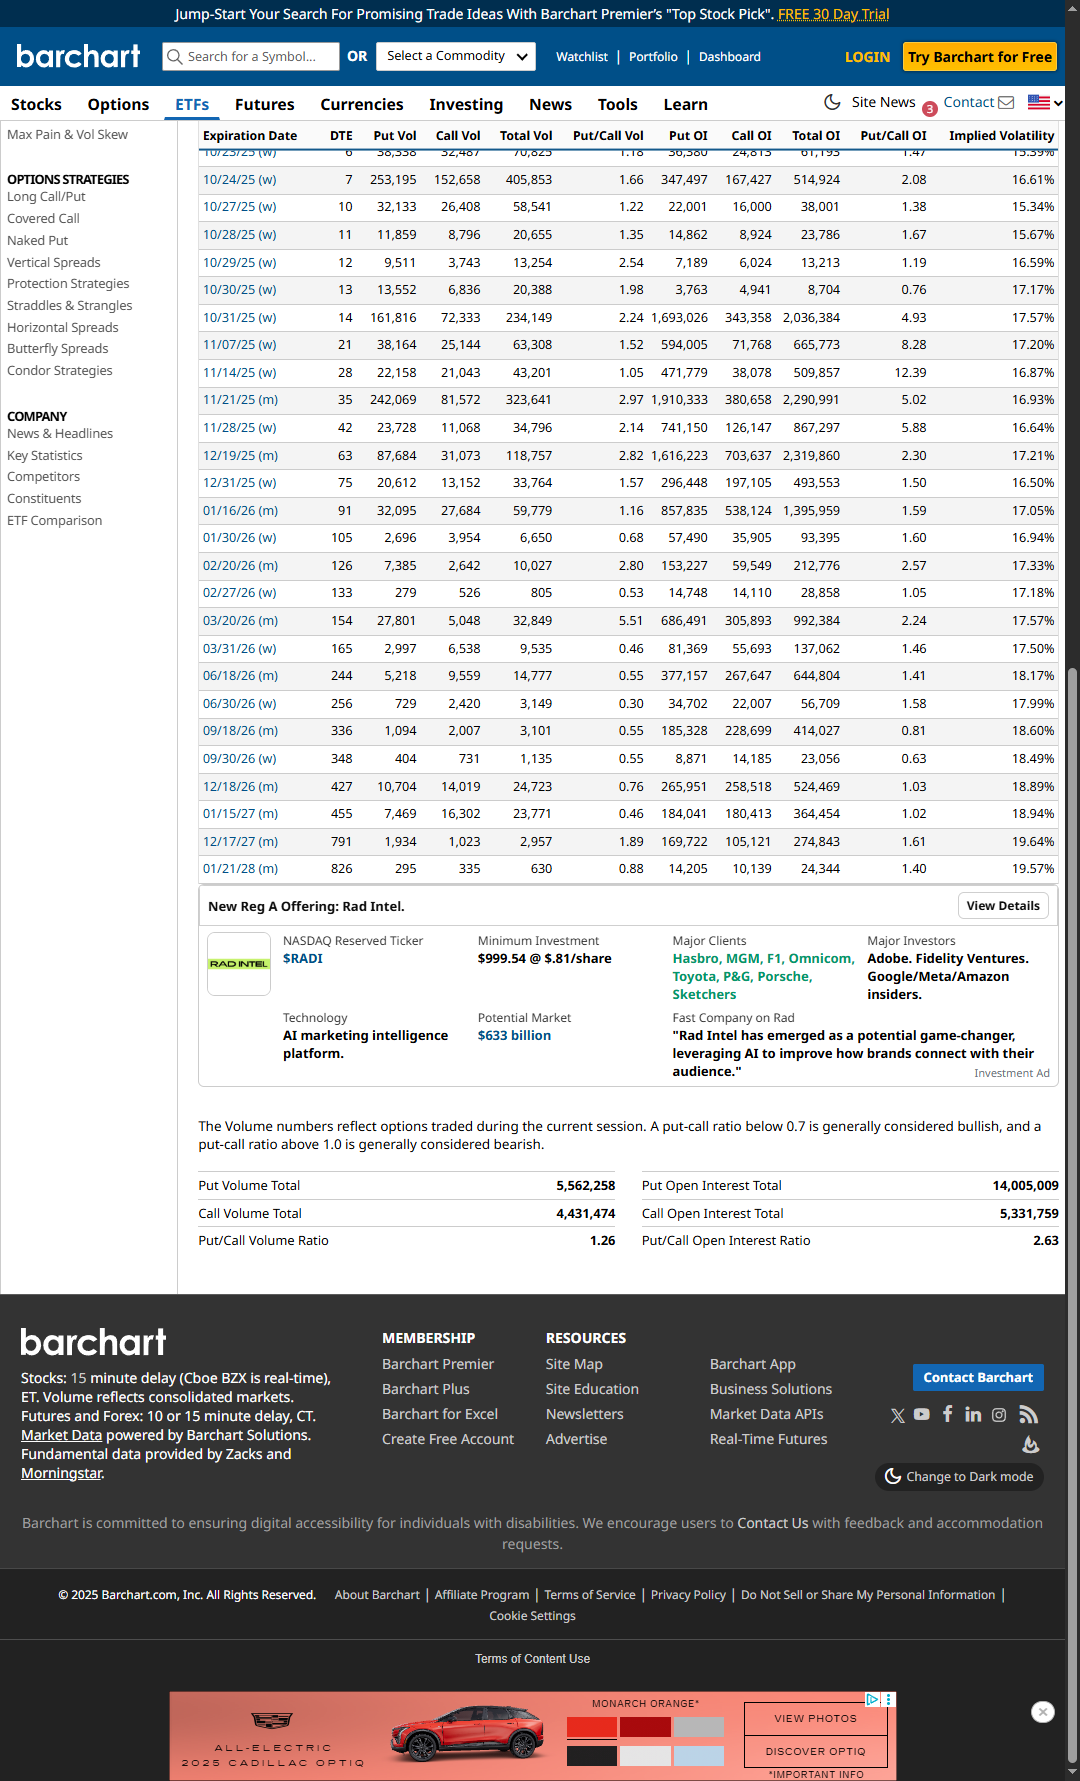 Jump-Start Your Search For Promising Trade Ideas With Barchart Premier's "Top Stock Pick". FREE 30 Day Trial
barchart Search for a Symbol... OR Select a Commodity Watchlist | Portfolio | Dashboard LOGIN Try Barchart for Free
Stocks Options ETFs Futures Currencies Investing News Tools Learn Site News 3 Contact
Max Pain & Vol Skew
OPTIONS STRATEGIES
Long Call/Put
Covered Call
Naked Put
Vertical Spreads
Protection Strategies
Straddles & Strangles
Horizontal Spreads
Butterfly Spreads
Condor Strategies
COMPANY
News & Headlines
Key Statistics
Competitors
Constituents
ETF Comparison
Expiration Date DTE Put Vol Call Vol Total Vol Put/Call Vol Put OI Call OI Total OI Put/Call OI Implied Volatility
10/23/25 (w) 6 38,338 32,487 70,825 1.18 36,380 24,813 61,193 1.47 15.39%
10/24/25 (w) 7 253,195 152,658 405,853 1.66 347,497 167,427 514,924 2.08 16.61%
10/27/25 (w) 10 32,133 26,408 58,541 1.22 22,001 16,000 38,001 1.38 15.34%
10/28/25 (w) 11 11,859 8,796 20,655 1.35 14,862 8,924 23,786 1.67 15.67%
10/29/25 (w) 12 9,511 3,743 13,254 2.54 7,189 6,024 13,213 1.19 16.59%
10/30/25 (w) 13 13,552 6,836 20,388 1.98 3,763 4,941 8,704 0.76 17.17%
10/31/25 (w) 14 161,816 72,333 234,149 2.24 1,693,026 343,358 2,036,384 4.93 17.57%
11/07/25 (w) 21 38,164 25,144 63,308 1.52 594,005 71,768 665,773 8.28 17.20%
11/14/25 (w) 28 22,158 21,043 43,201 1.05 471,779 38,078 509,857 12.39 16.87%
11/21/25 (m) 35 242,069 81,572 323,641 2.97 1,910,333 380,658 2,290,991 5.02 16.93%
11/28/25 (w) 42 23,728 11,068 34,796 2.14 741,150 126,147 867,297 5.88 16.64%
12/19/25 (m) 63 87,684 31,073 118,757 2.82 1,616,223 703,637 2,319,860 2.30 17.21%
12/31/25 (w) 75 20,612 13,152 33,764 1.57 296,448 197,105 493,553 1.50 16.50%
01/16/26 (m) 91 32,095 27,684 59,779 1.16 857,835 538,124 1,395,959 1.59 17.05%
01/30/26 (w) 105 2,696 3,954 6,650 0.68 57,490 35,905 93,395 1.60 16.94%
02/20/26 (m) 126 7,385 2,642 10,027 2.80 153,227 59,549 212,776 2.57 17.33%
02/27/26 (w) 133 279 526 805 0.53 14,748 14,110 28,858 1.05 17.18%
03/20/26 (m) 154 27,801 5,048 32,849 5.51 686,491 305,893 992,384 2.24 17.57%
03/31/26 (w) 165 2,997 6,538 9,535 0.46 81,369 55,693 137,062 1.46 17.50%
06/18/26 (m) 244 5,218 9,559 14,777 0.55 377,157 267,647 644,804 1.41 18.17%
06/30/26 (w) 256 729 2,420 3,149 0.30 34,702 22,007 56,709 1.58 17.99%
09/18/26 (m) 336 1,094 2,007 3,101 0.55 185,328 228,699 414,027 0.81 18.60%
09/30/26 (w) 348 404 731 1,135 0.55 8,871 14,185 23,056 0.63 18.49%
12/18/26 (m) 427 10,704 14,019 24,723 0.76 265,951 258,518 524,469 1.03 18.89%
01/15/27 (m) 455 7,469 16,302 23,771 0.46 184,041 180,413 364,454 1.02 18.94%
12/17/27 (m) 791 1,934 1,023 2,957 1.89 169,722 105,121 274,843 1.61 19.64%
01/21/28 (m) 826 295 335 630 0.88 14,205 10,139 24,344 1.40 19.57%
New Reg A Offering: Rad Intel. View Details
RAD INTEL
NASDAQ Reserved Ticker
$RADI
Minimum Investment
$999.54 @ $.81/share
Major Clients
Hasbro, MGM, F1, Omnicom,
Toyota, P&G, Porsche,
Sketchers
Major Investors
Adobe. Fidelity Ventures.
Google/Meta/Amazon
insiders.
Technology
AI marketing intelligence
platform.
Potential Market
$633 billion
Fast Company on Rad
"Rad Intel has emerged as a potential game-changer,
leveraging AI to improve how brands connect with their
audience."
Investment Ad
The Volume numbers reflect options traded during the current session. A put-call ratio below 0.7 is generally considered bullish, and a
put-call ratio above 1.0 is generally considered bearish.
Put Volume Total 5,562,258 Put Open Interest Total 14,005,009
Call Volume Total 4,431,474 Call Open Interest Total 5,331,759
Put/Call Volume Ratio 1.26 Put/Call Open Interest Ratio 2.63
barchart
Stocks: 15 minute delay (Cboe BZX is real-time),
ET. Volume reflects consolidated markets.
Futures and Forex: 10 or 15 minute delay, CT.
Market Data powered by Barchart Solutions.
Fundamental data provided by Zacks and
Morningstar.
MEMBERSHIP
Barchart Premier
Barchart Plus
Barchart for Excel
Create Free Account
RESOURCES
Site Map
Site Education
Newsletters
Advertise
Barchart App
Business Solutions
Market Data APIs
Real-Time Futures
Contact Barchart
Change to Dark mode
Barchart is committed to ensuring digital accessibility for individuals with disabilities. We encourage users to Contact Us with feedback and accommodation
requests.
© 2025 Barchart.com, Inc. All Rights Reserved. About Barchart | Affiliate Program | Terms of Service | Privacy Policy | Do Not Sell or Share My Personal Information |
Cookie Settings
Terms of Content Use
ALL-ELECTRIC
2025 CADILLAC OPTIQ
MONARCH ORANGE*
VIEW PHOTOS
DISCOVER OPTIQ
*IMPORTANT INFO